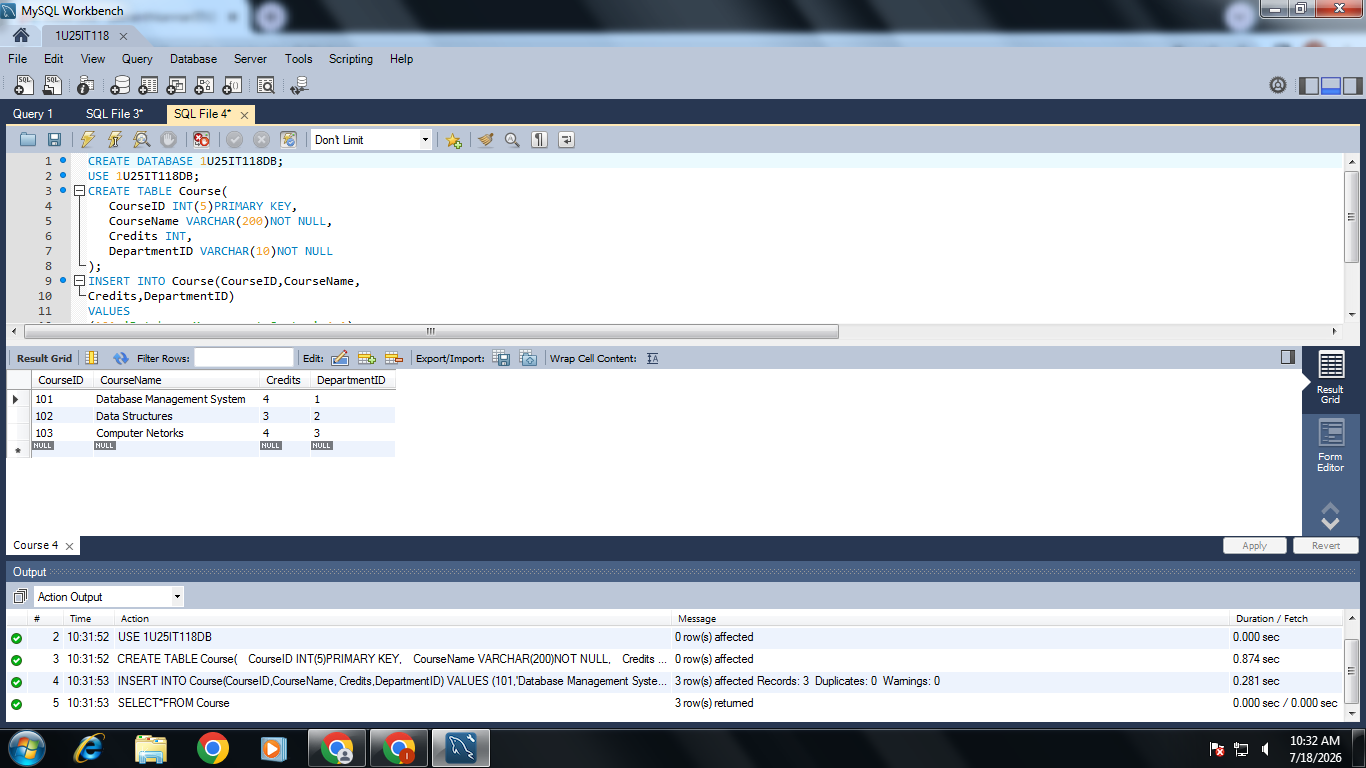 MySQL Workbench
1U25IT118
File Edit View Query Database Server Tools Scripting Help
Query 1 SQL File 3* SQL File 4*
Don't Limit
1 CREATE DATABASE 1U25IT118DB;
2 USE 1U25IT118DB;
3 CREATE TABLE Course(
4 CourseID INT(5)PRIMARY KEY,
5 CourseName VARCHAR(200)NOT NULL,
6 Credits INT,
7 DepartmentID VARCHAR(10)NOT NULL
8 );
9 INSERT INTO Course(CourseID,CourseName,
10 Credits,DepartmentID)
11 VALUES
Result Grid Filter Rows: Edit: Export/Import: Wrap Cell Content:
CourseID CourseName Credits DepartmentID
101 Database Management System 4 1
102 Data Structures 3 2
103 Computer Netorks 4 3
NULL NULL NULL NULL
Result
Grid
Form
Editor
Course 4 Apply Revert
Output
Action Output
# Time Action Message Duration / Fetch
2 10:31:52 USE 1U25IT118DB 0 row(s) affected 0.000 sec
3 10:31:52 CREATE TABLE Course( CourseID INT(5)PRIMARY KEY, CourseName VARCHAR(200)NOT NULL, Credits ... 0 row(s) affected 0.874 sec
4 10:31:53 INSERT INTO Course(CourseID,CourseName, Credits,DepartmentID) VALUES (101,'Database Management Syste... 3 row(s) affected Records: 3 Duplicates: 0 Warnings: 0 0.281 sec
5 10:31:53 SELECT*FROM Course 3 row(s) returned 0.000 sec / 0.000 sec
10:32 AM
7/18/2026